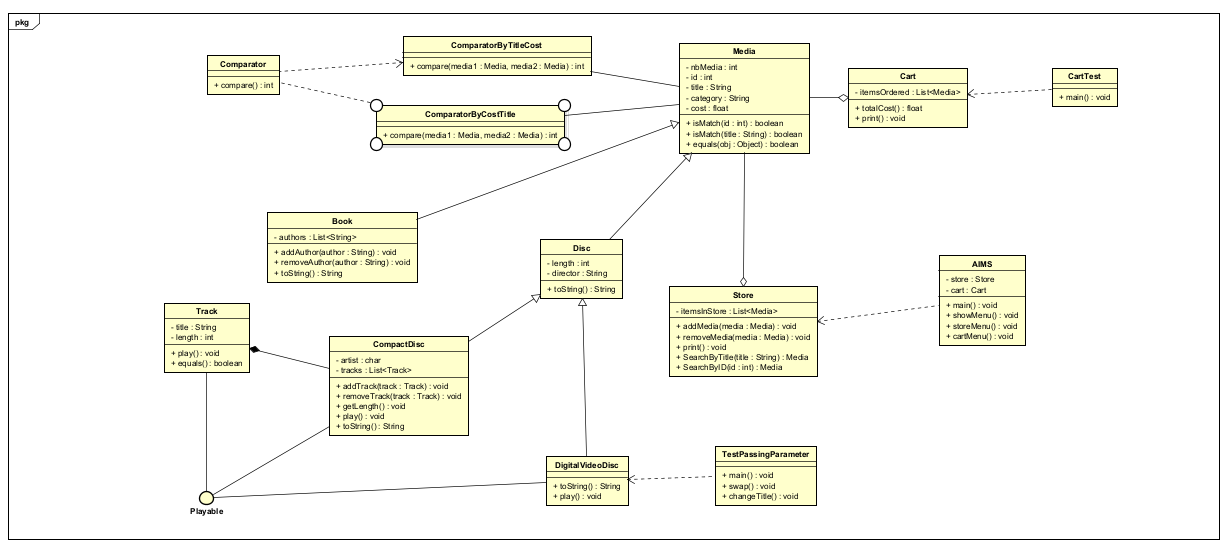 pkg
Comparator
+ compare() : int
ComparatorByTitleCost
+ compare(media1 : Media, media2 : Media) : int
ComparatorByCostTitle
+ compare(media1 : Media, media2 : Media) : int
Media
- nbMedia : int
- id : int
- title : String
- category : String
- cost : float
+ isMatch(id : int) : boolean
+ isMatch(title : String) : boolean
+ equals(obj : Object) : boolean
Cart
- itemsOrdered : List<Media>
+ totalCost() : float
+ print() : void
CartTest
+ main() : void
Book
- authors : List<String>
+ addAuthor(author : String) : void
+ removeAuthor(author : String) : void
+ toString() : String
Disc
- length : int
- director : String
+ toString() : String
Store
- itemsInStore : List<Media>
+ addMedia(media : Media) : void
+ removeMedia(media : Media) : void
+ print() : void
+ SearchByTitle(title : String) : Media
+ SearchByID(id : int) : Media
AIMS
- store : Store
- cart : Cart
+ main() : void
+ showMenu() : void
+ storeMenu() : void
+ cartMenu() : void
Track
- title : String
- length : int
+ play() : void
+ equals() : boolean
CompactDisc
- artist : char
- tracks : List<Track>
+ addTrack(track : Track) : void
+ removeTrack(track : Track) : void
+ getLength() : void
+ play() : void
+ toString() : String
DigitalVideoDisc
+ toString() : String
+ play() : void
TestPassingParameter
+ main() : void
+ swap() : void
+ changeTitle() : void
Playable